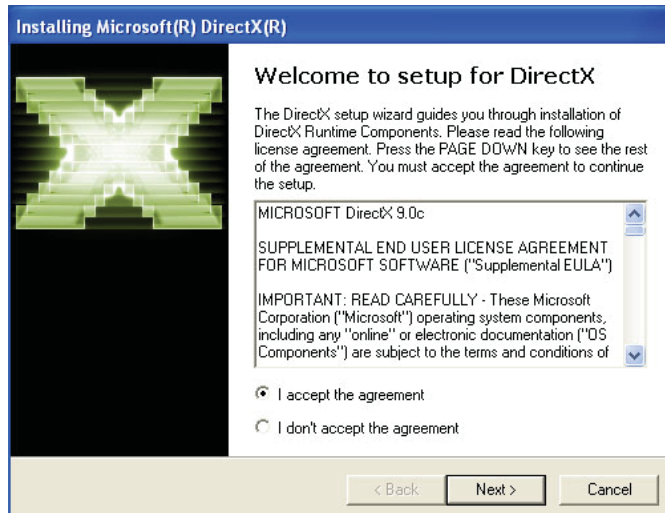 Installing Microsoft(R) DirectX(R)
Welcome to setup for DirectX
The DirectX setup wizard guides you through installation of
DirectX Runtime Components. Please read the following
license agreement. Press the PAGE DOWN key to see the rest
of the agreement. You must accept the agreement to continue
the setup.
MICROSOFT DirectX 9.0c
SUPPLEMENTAL END USER LICENSE AGREEMENT
FOR MICROSOFT SOFTWARE ("Supplemental EULA")
IMPORTANT: READ CAREFULLY - These Microsoft
Corporation ("Microsoft") operating system components,
including any "online" or electronic documentation ("OS
Components") are subject to the terms and conditions of
I accept the agreement
I don't accept the agreement
< Back Next > Cancel